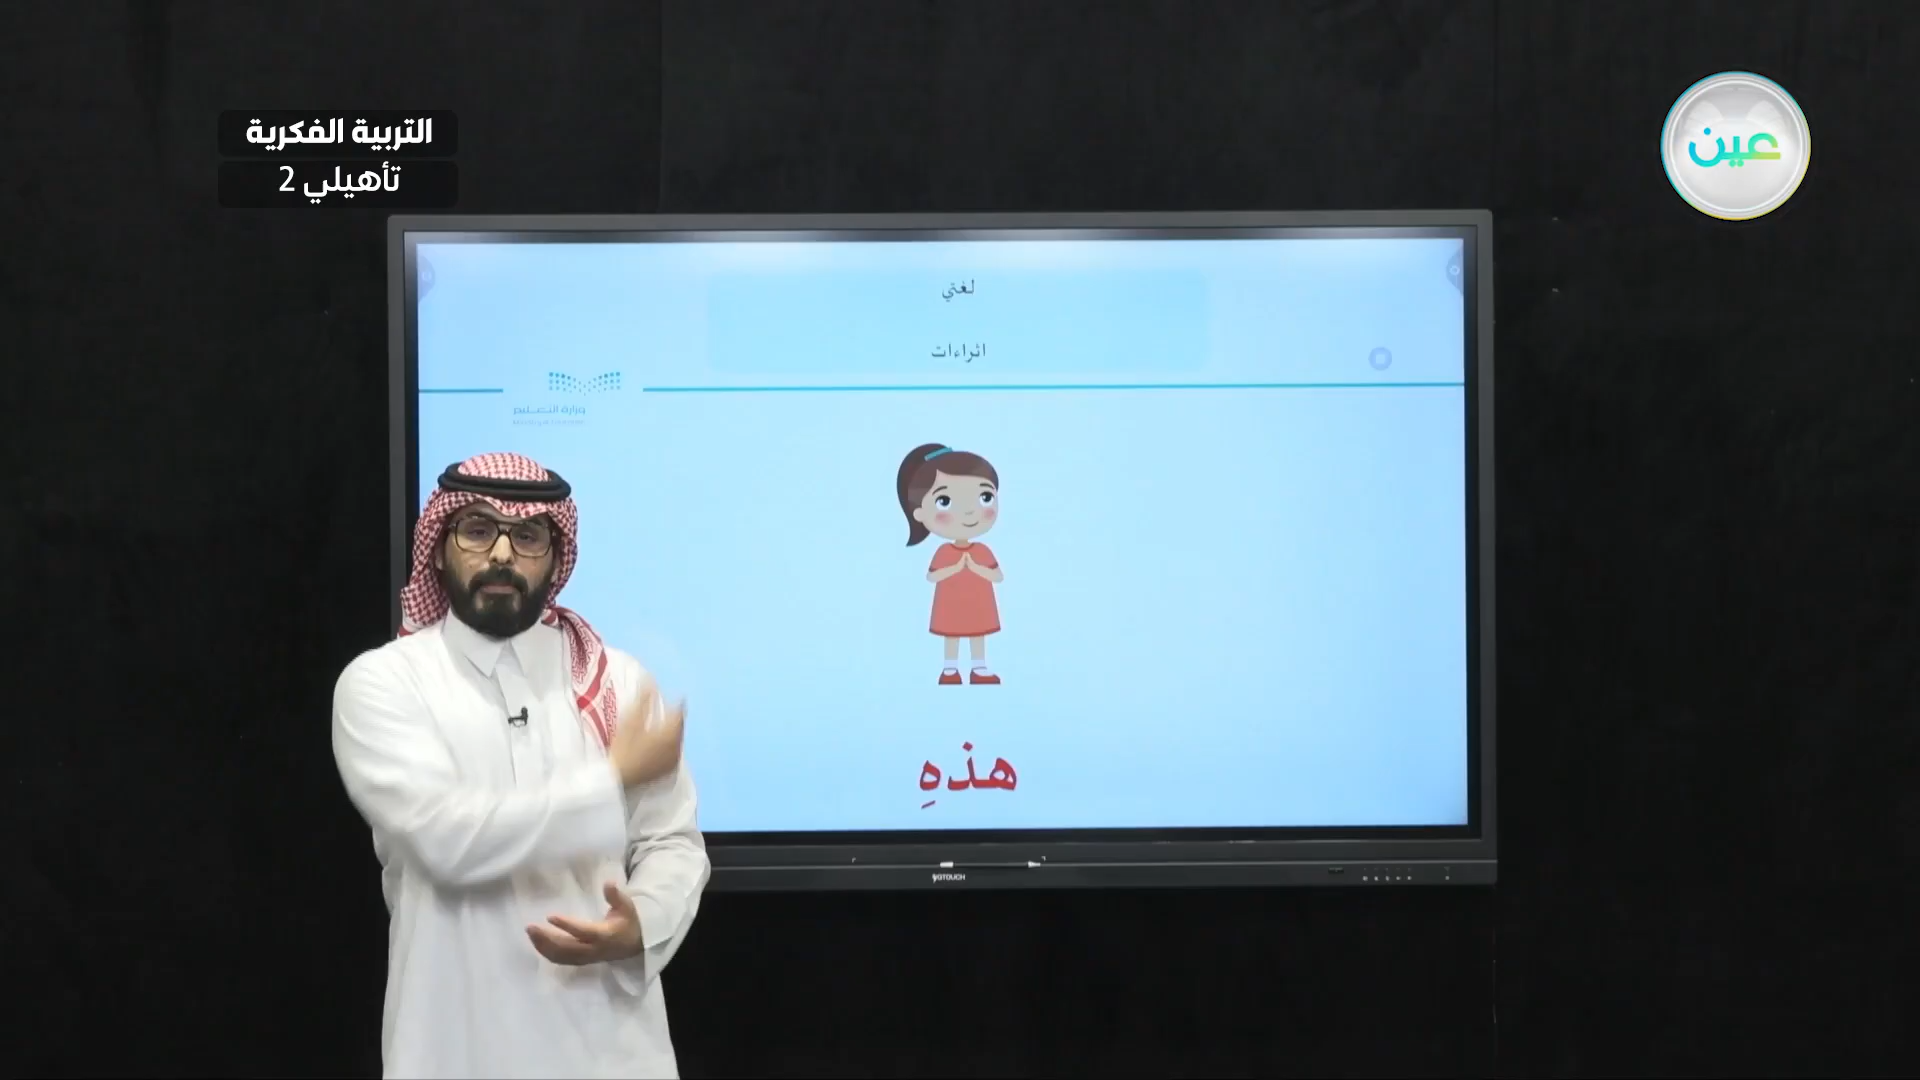 التربية الفكرية
تأهيلي 2
عين
لغتي
اثراءات
وزارة التعليم
هذهِ